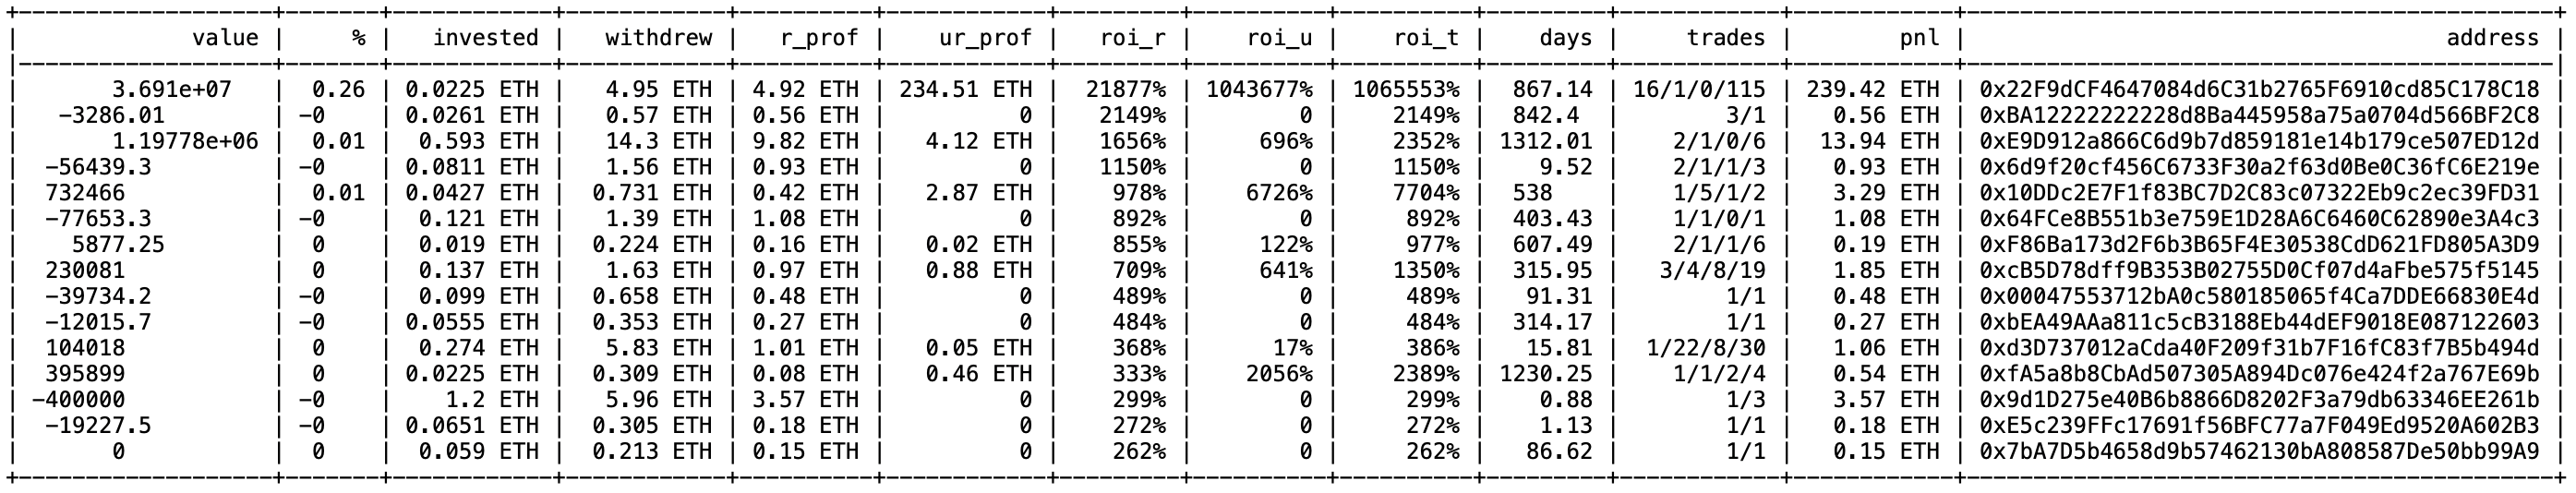 value | % | invested | withdrew | r_prof | ur_prof | roi_r | roi_u | roi_t | days | trades | pnl | address
3.691e+07 | 0.26 | 0.0225 ETH | 4.95 ETH | 4.92 ETH | 234.51 ETH | 21877% | 1043677% | 1065553% | 867.14 | 16/1/0/115 | 239.42 ETH | 0x22F9dCF4647084d6C31b2765F6910cd85C178C18
-3286.01 | -0 | 0.0261 ETH | 0.57 ETH | 0.56 ETH | 0 | 2149% | 0 | 2149% | 842.4 | 3/1 | 0.56 ETH | 0xBA12222222228d8Ba445958a75a0704d566BF2C8
1.19778e+06 | 0.01 | 0.593 ETH | 14.3 ETH | 9.82 ETH | 4.12 ETH | 1656% | 696% | 2352% | 1312.01 | 2/1/0/6 | 13.94 ETH | 0xE9D912a866C6d9b7d859181e14b179ce507ED12d
-56439.3 | -0 | 0.0811 ETH | 1.56 ETH | 0.93 ETH | 0 | 1150% | 0 | 1150% | 9.52 | 2/1/1/3 | 0.93 ETH | 0x6d9f20cf456C6733F30a2f63d0Be0C36fC6E219e
732466 | 0.01 | 0.0427 ETH | 0.731 ETH | 0.42 ETH | 2.87 ETH | 978% | 6726% | 7704% | 538 | 1/5/1/2 | 3.29 ETH | 0x10DDc2E7F1f83BC7D2C83c07322Eb9c2ec39FD31
-77653.3 | -0 | 0.121 ETH | 1.39 ETH | 1.08 ETH | 0 | 892% | 0 | 892% | 403.43 | 1/1/0/1 | 1.08 ETH | 0x64FCe8B551b3e759E1D28A6C6460C62890e3A4c3
5877.25 | 0 | 0.019 ETH | 0.224 ETH | 0.16 ETH | 0.02 ETH | 855% | 122% | 977% | 607.49 | 2/1/1/6 | 0.19 ETH | 0xF86Ba173d2F6b3B65F4E30538CdD621FD805A3D9
230081 | 0 | 0.137 ETH | 1.63 ETH | 0.97 ETH | 0.88 ETH | 709% | 641% | 1350% | 315.95 | 3/4/8/19 | 1.85 ETH | 0xcB5D78dff9B353B02755D0Cf07d4aFbe575f5145
-39734.2 | -0 | 0.099 ETH | 0.658 ETH | 0.48 ETH | 0 | 489% | 0 | 489% | 91.31 | 1/1 | 0.48 ETH | 0x00047553712bA0c580185065f4Ca7DDE66830E4d
-12015.7 | -0 | 0.0555 ETH | 0.353 ETH | 0.27 ETH | 0 | 484% | 0 | 484% | 314.17 | 1/1 | 0.27 ETH | 0xbEA49AAa811c5cB3188Eb44dEF9018E087122603
104018 | 0 | 0.274 ETH | 5.83 ETH | 1.01 ETH | 0.05 ETH | 368% | 17% | 386% | 15.81 | 1/22/8/30 | 1.06 ETH | 0xd3D737012aCda40F209f31b7F16fC83f7B5b494d
395899 | 0 | 0.0225 ETH | 0.309 ETH | 0.08 ETH | 0.46 ETH | 333% | 2056% | 2389% | 1230.25 | 1/1/2/4 | 0.54 ETH | 0xfA5a8b8CbAd507305A894Dc076e424f2a767E69b
-400000 | -0 | 1.2 ETH | 5.96 ETH | 3.57 ETH | 0 | 299% | 0 | 299% | 0.88 | 1/3 | 3.57 ETH | 0x9d1D275e40B6b8866D8202F3a79db63346EE261b
-19227.5 | -0 | 0.0651 ETH | 0.305 ETH | 0.18 ETH | 0 | 272% | 0 | 272% | 1.13 | 1/1 | 0.18 ETH | 0xE5c239FFc17691f56BFC77a7F049Ed9520A602B3
0 | 0 | 0.059 ETH | 0.213 ETH | 0.15 ETH | 0 | 262% | 0 | 262% | 86.62 | 1/1 | 0.15 ETH | 0x7bA7D5b4658d9b57462130bA808587De50bb99A9